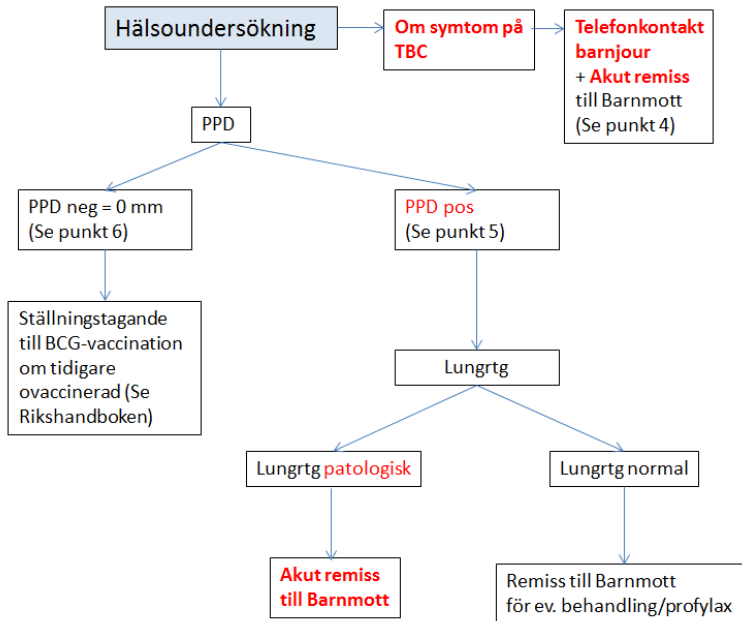 Hälsoundersökning
Om symtom på
TBC
Telefonkontakt
barnjour
+ Akut remiss
till Barnmott
(Se punkt 4)
PPD
PPD neg = 0 mm
(Se punkt 6)
PPD pos
(Se punkt 5)
Ställningstagande
till BCG-vaccination
om tidigare
ovaccinerad (Se
Rikshandboken)
Lungrtg
Lungrtg patologisk
Lungrtg normal
Akut remiss
till Barnmott
Remiss till Barnmott
för ev. behandling/profylax